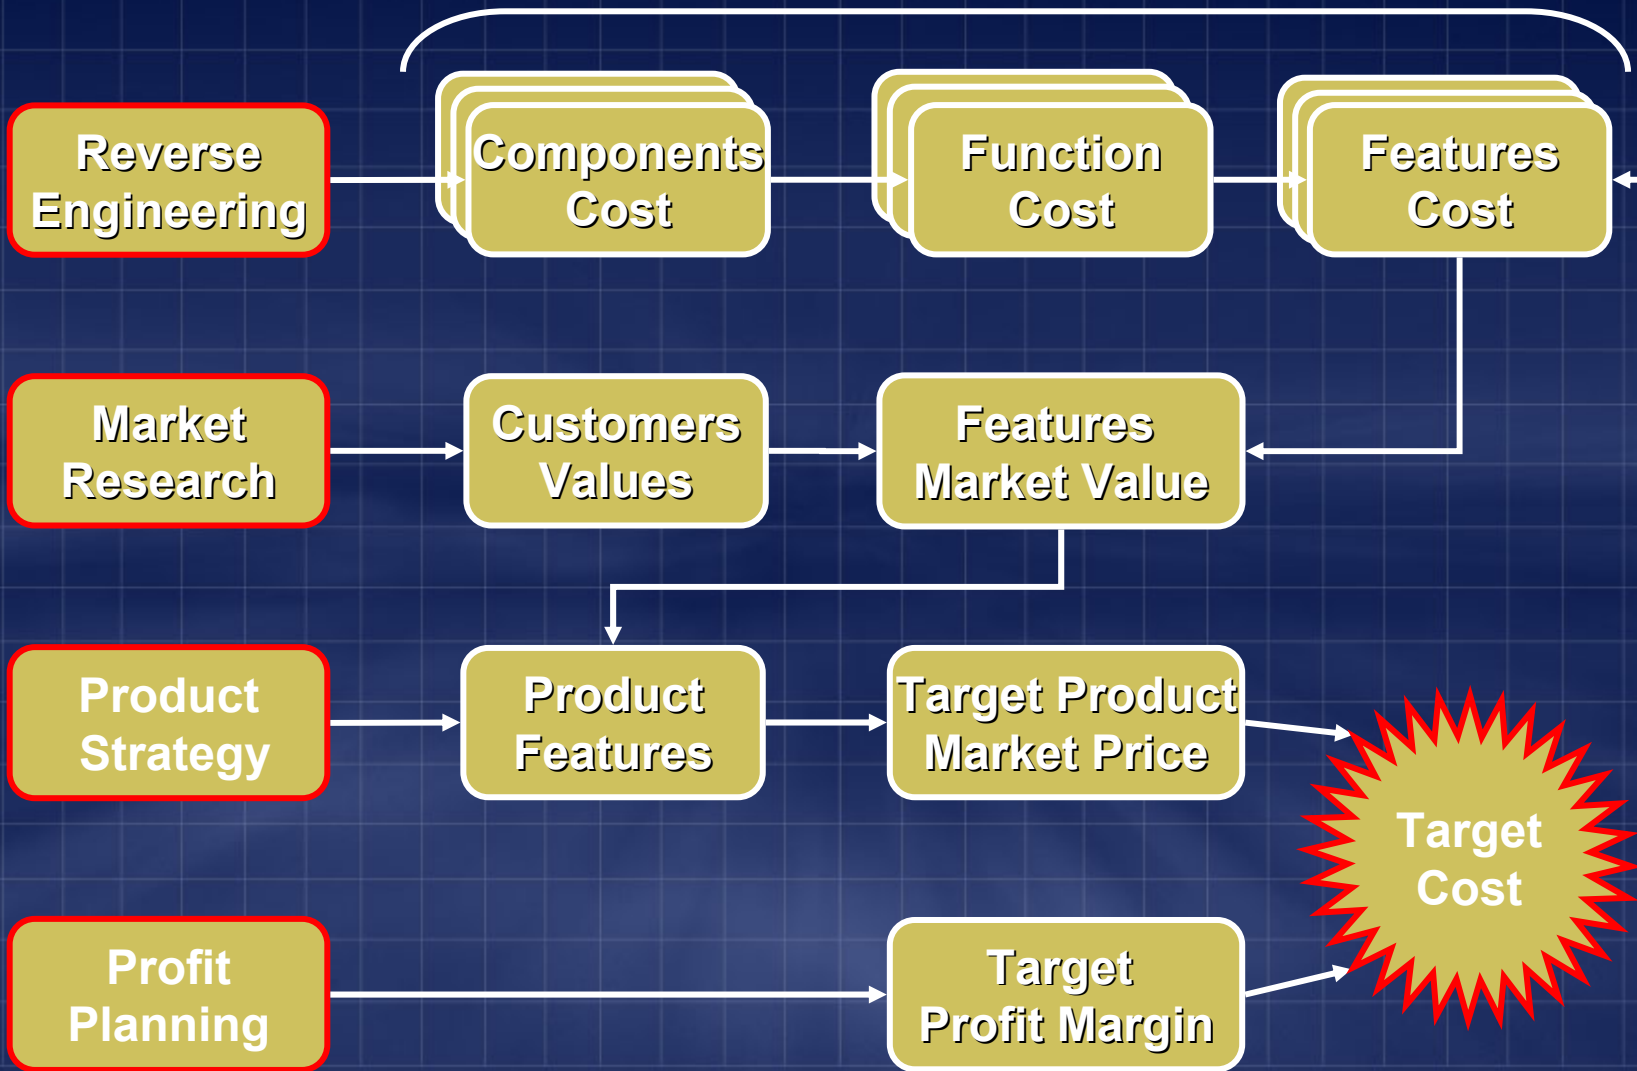 Reverse
Engineering
Components
Cost
Function
Cost
Features
Cost
Market
Research
Customers
Values
Features
Market Value
Product
Strategy
Product
Features
Target Product
Market Price
Target
Cost
Profit
Planning
Target
Profit Margin